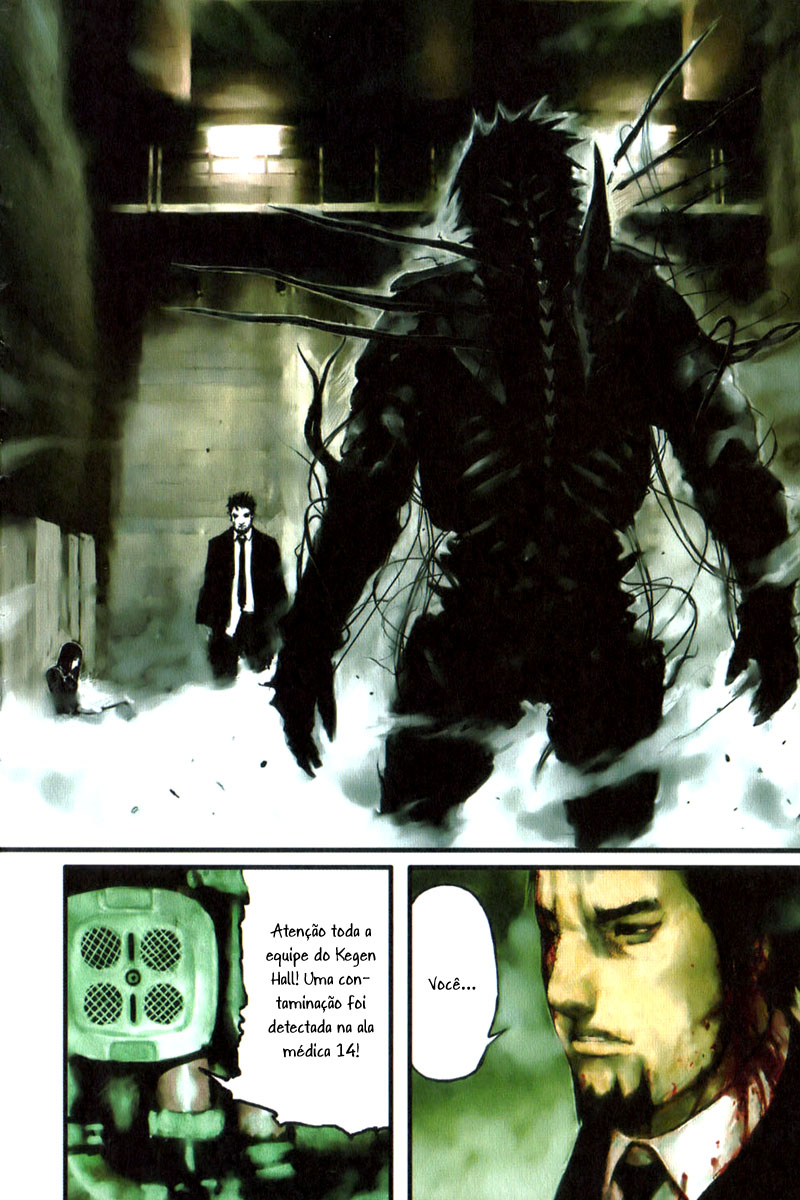 Você...
Atenção toda a
equipe do Kegen
Hall! Uma con-
taminação foi
detectada na ala
médica 14!